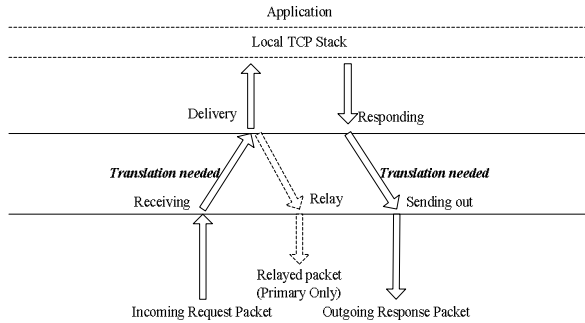 Application
Local TCP Stack
Delivery
Responding
Translation needed
Translation needed
Receiving
Relay
Sending out
Relayed packet
(Primary Only)
Incoming Request Packet
Outgoing Response Packet